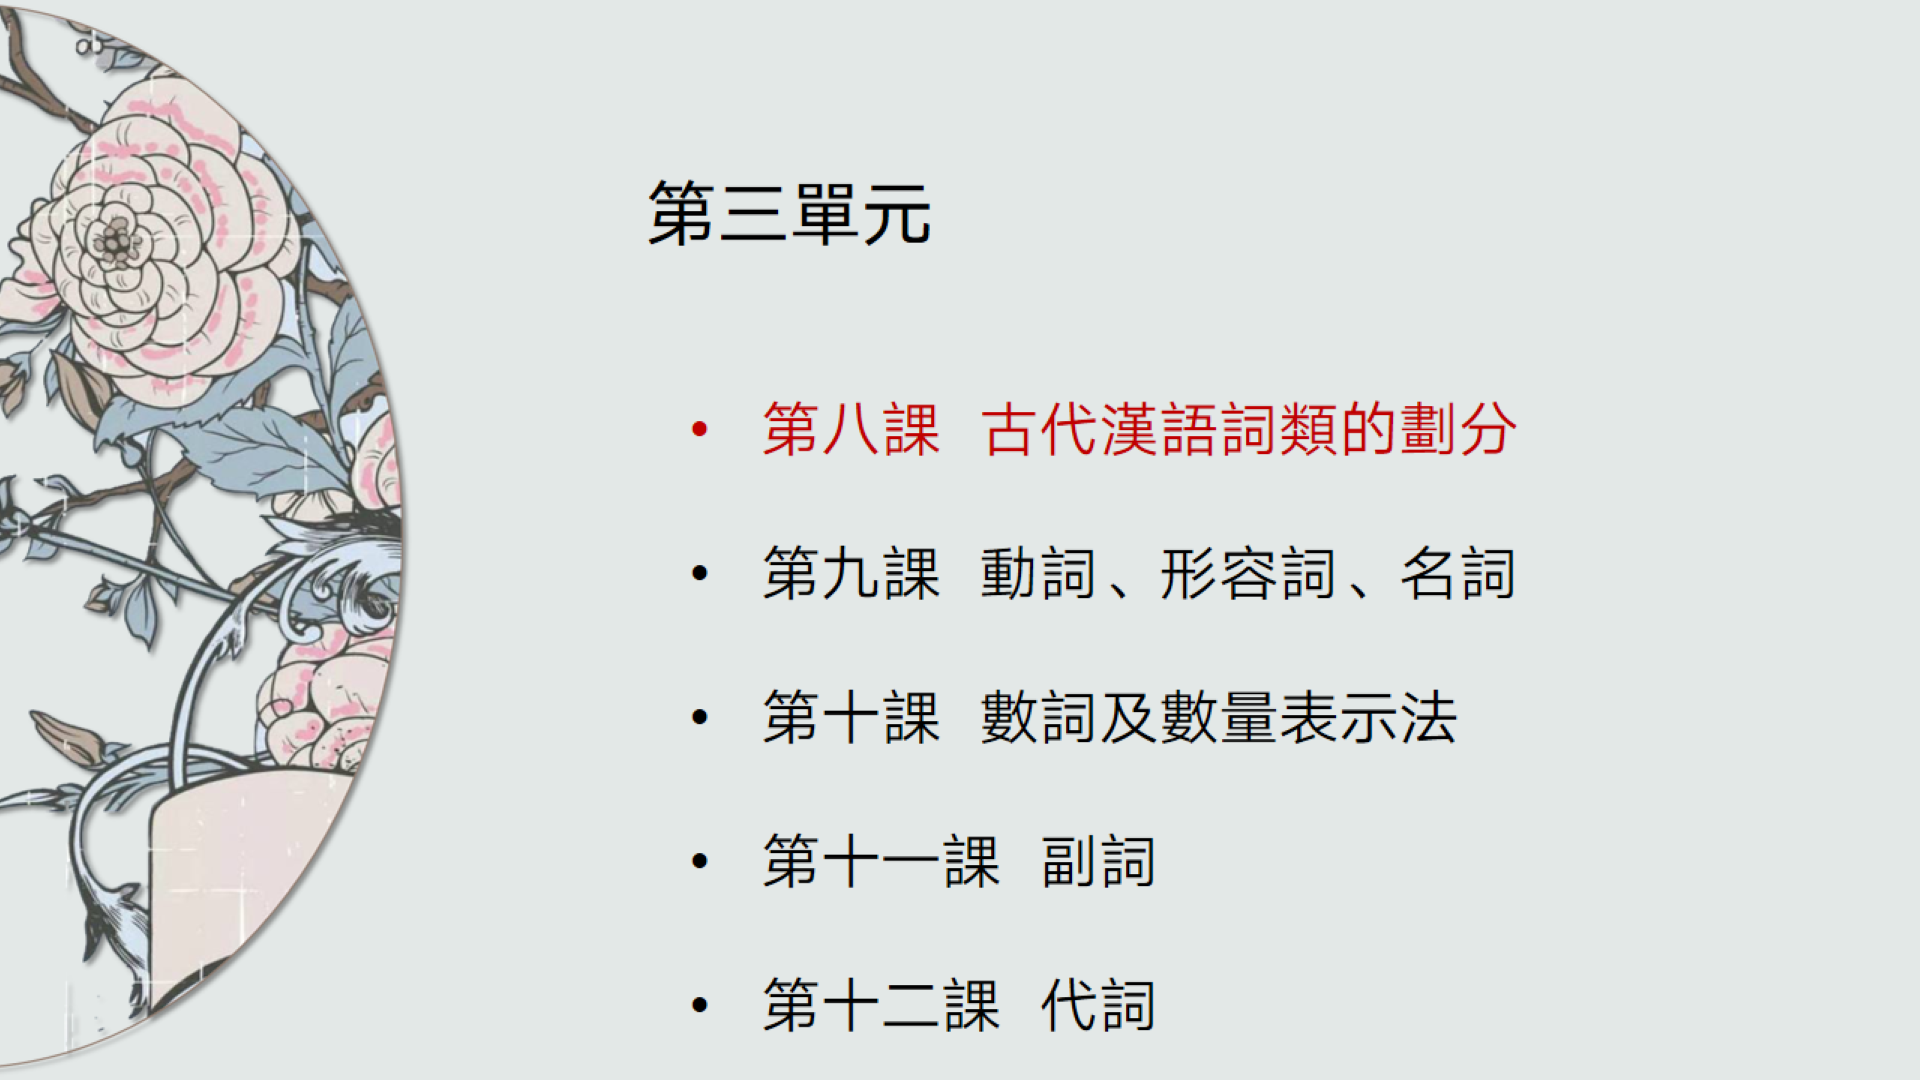 第三單元
• 第八課 古代漢語詞類的劃分
• 第九課 動詞、形容詞、名詞
• 第十課 數詞及數量表示法
• 第十一課 副詞
• 第十二課 代詞